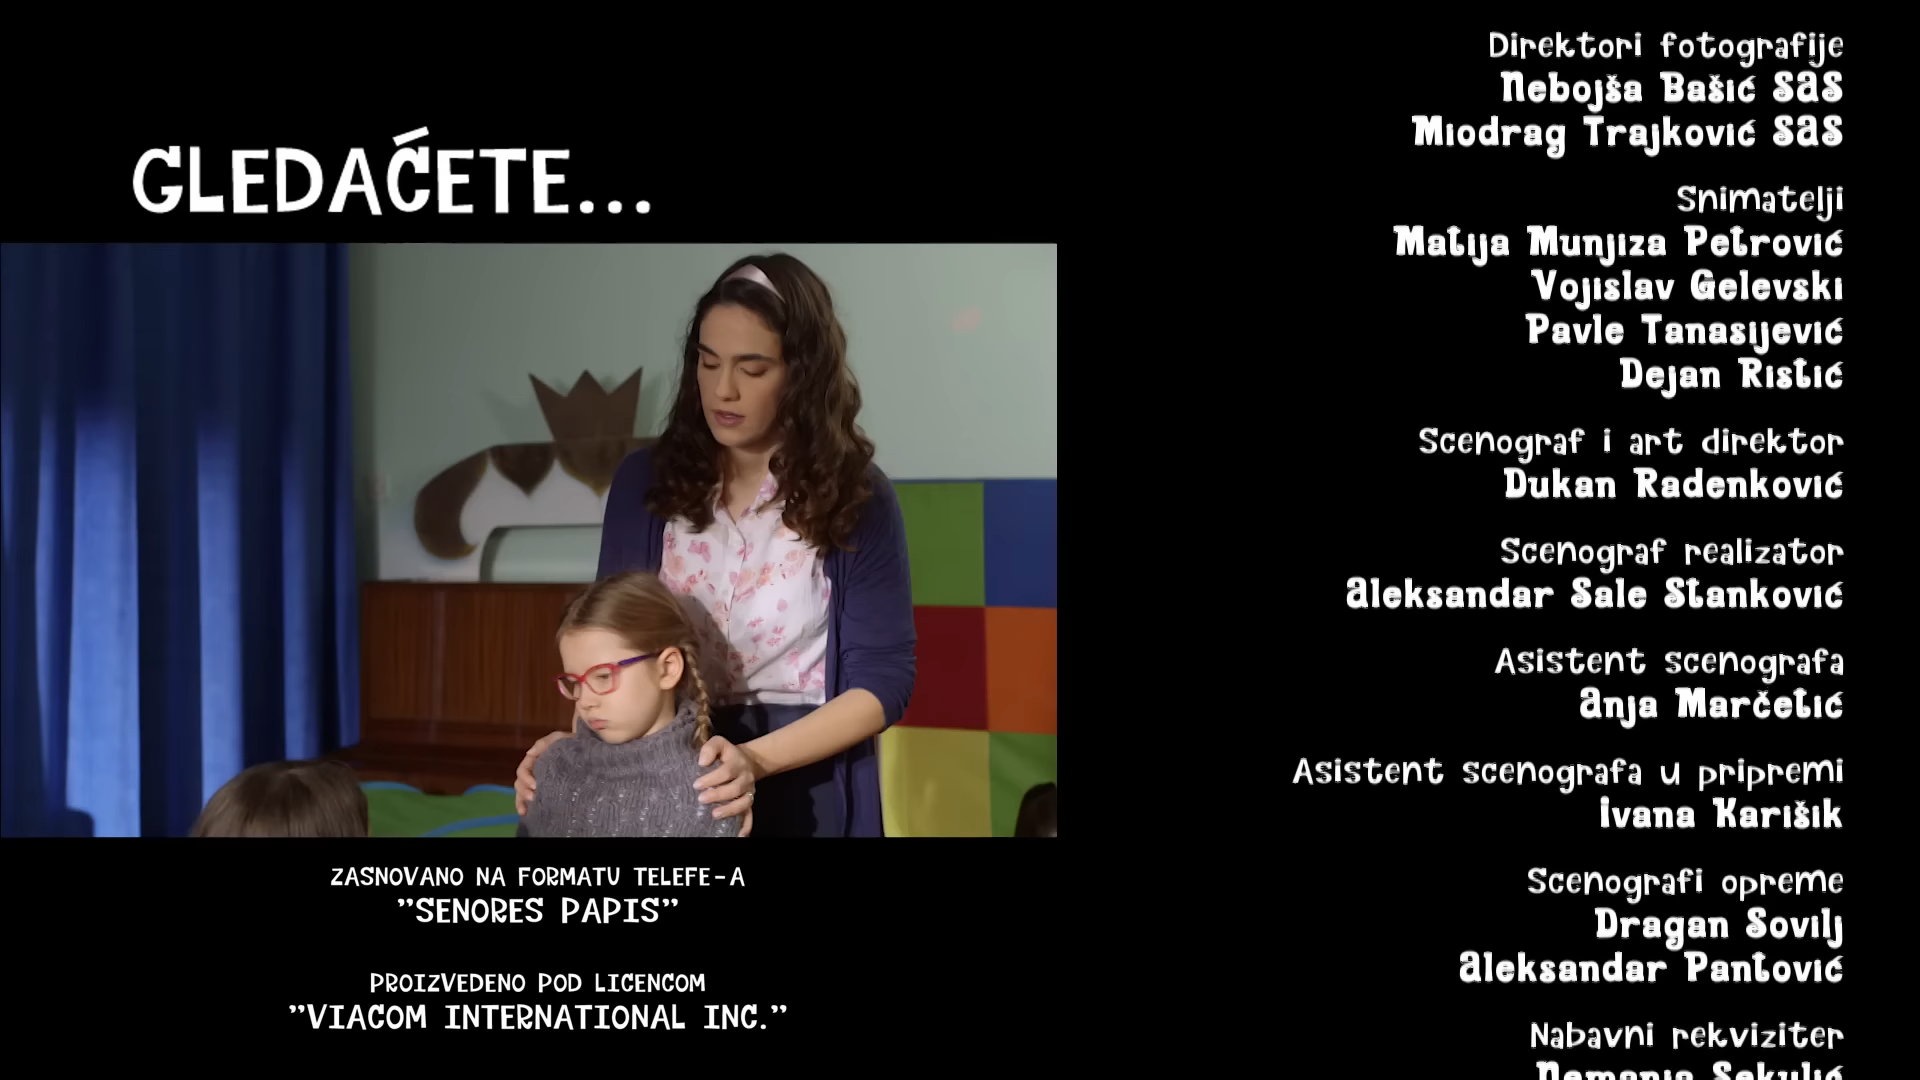 GLEDAĆETE...
ZASNOVANO NA FORMATU TELEFE-A
"SENORES PAPIS"
PROIZVEDENO POD LICENCOM
"VIACOM INTERNATIONAL INC."
Direktori fotografije
Nebojša Bašić SAS
Miodrag Trajković SAS
Snimatelji
Matija Munjiza Petrović
Vojislav Gelevski
Pavle Tanasijević
Dejan Ristić
Scenograf i art direktor
Dukan Radenković
Scenograf realizator
Aleksandar Sale Stanković
Asistent scenografa
Anja Marčetić
Asistent scenografa u pripremi
Ivana Karišik
Scenografi opreme
Dragan Sovilj
Aleksandar Pantović
Nabavni rekviziter
Nemanja Sekulić